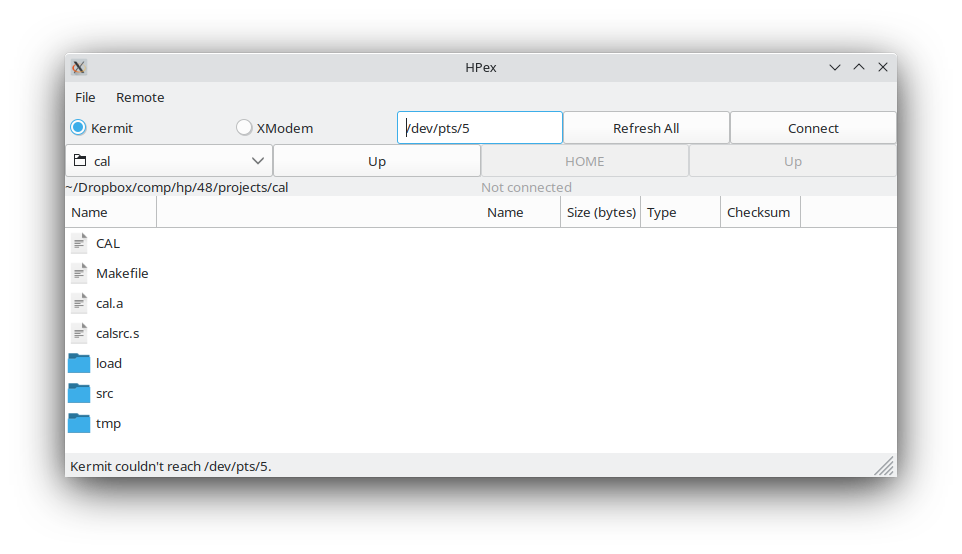 HPex
File Remote
Kermit XModem /dev/pts/5 Refresh All Connect
cal Up HOME Up
~/Dropbox/comp/hp/48/projects/cal Not connected
Name Name Size (bytes) Type Checksum
CAL
Makefile
cal.a
calsrc.s
load
src
tmp
Kermit couldn't reach /dev/pts/5.